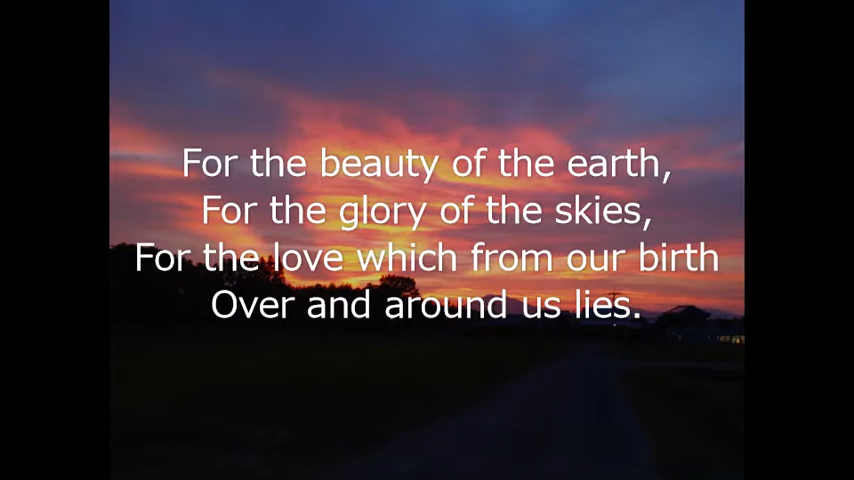 For the beauty of the earth,
For the glory of the skies,
For the love which from our birth
Over and around us lies.